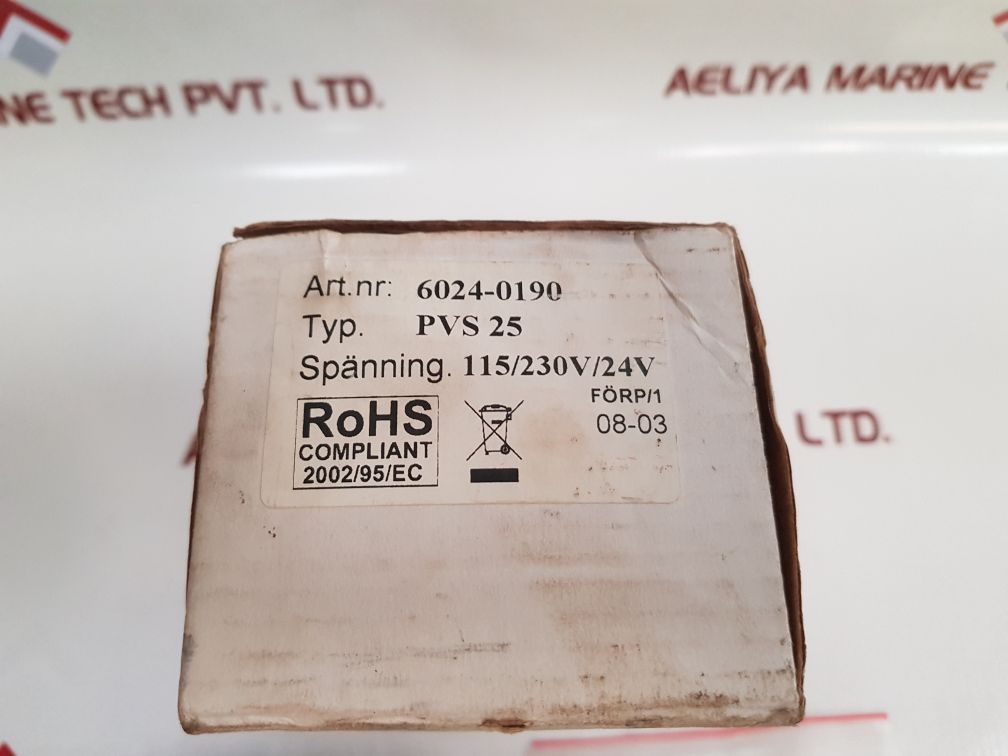 NE TECH PVT. LTD.
AELIYA MARINE
Art.nr: 6024-0190
Typ. PVS 25
Spänning. 115/230V/24V
FÖRP/1
08-03
RoHS
COMPLIANT
2002/95/EC
LTD.